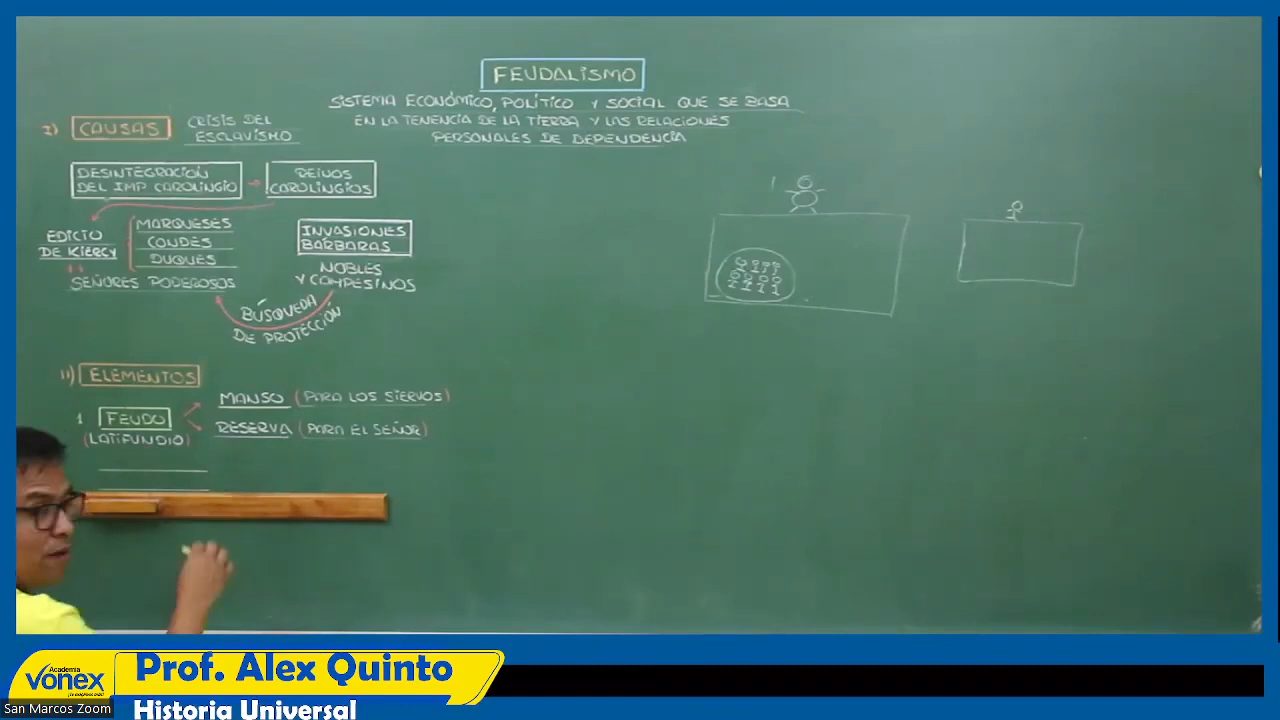 FEUDALISMO
SISTEMA ECONÓMICO, POLÍTICO Y SOCIAL QUE SE BASA
EN LA TENENCIA DE LA TIERRA Y LAS RELACIONES
PERSONALES DE DEPENDENCIA
I) CAUSAS
CRISIS DEL
ESCLAVISMO
DESINTEGRACIÓN
DEL IMP CAROLINGIO
REINOS
CAROLINGIOS
EDICTO
DE KIERCY
MARQUESES
CONDES
DUQUES
SEÑORES PODEROSOS
INVASIONES
BÁRBARAS
NOBLES
Y CAMPESINOS
BÚSQUEDA
DE PROTECCIÓN
II) ELEMENTOS
1 FEUDO
(LATIFUNDIO)
MANSO (PARA LOS SIERVOS)
RESERVA (PARA EL SEÑOR)
Academia
vonex
Prof. Alex Quinto
San Marcos Zoom
Historia Universal